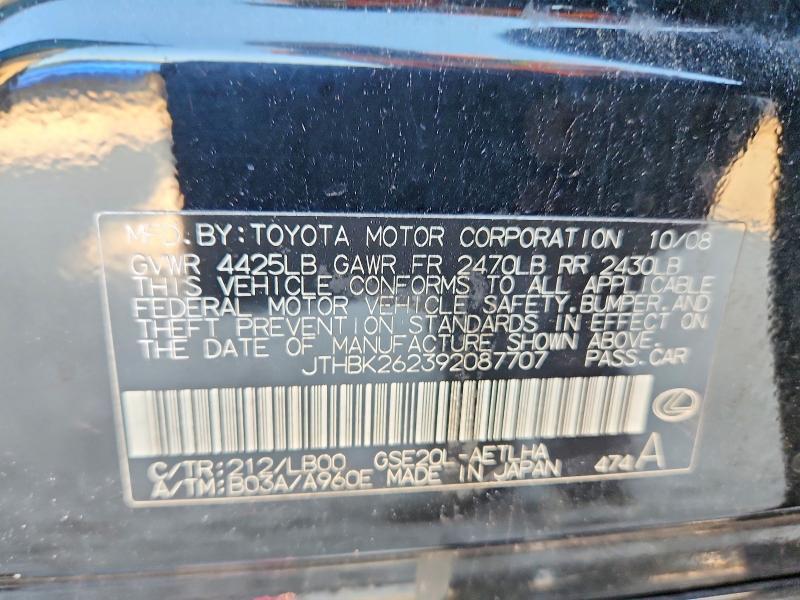 MFD.BY:TOYOTA MOTOR CORPORATION 10/08
GVWR 4425LB GAWR FR 2470LB RR 2430LB
THIS VEHICLE CONFORMS TO ALL APPLICABLE
FEDERAL MOTOR VEHICLE SAFETY,BUMPER,AND
THEFT PREVENTION STANDARDS IN EFFECT ON
THE DATE OF MANUFACTURE SHOWN ABOVE.
JTHBK262392087707 PASS.CAR
C/TR:212/LB00 GSE20L-AETLHA
A/TM:B03A/A960E MADE IN JAPAN 474A